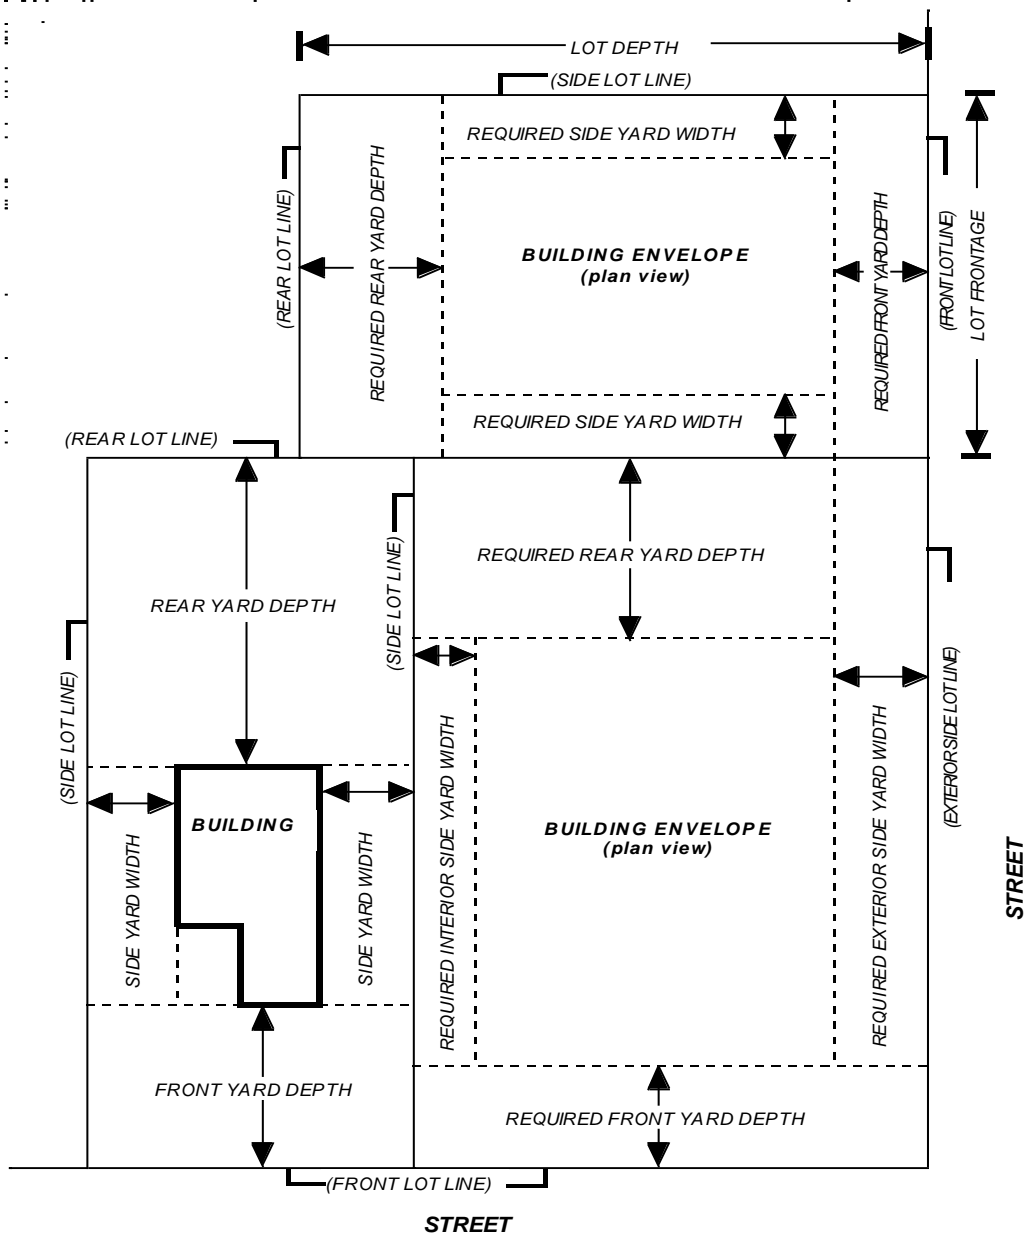 LOT DEPTH
(SIDE LOT LINE)
REQUIRED SIDE YARD WIDTH
(REAR LOT LINE)
REQUIRED REAR YARD DEPTH
BUILDING ENVELOPE
(plan view)
REQUIRED FRONT YARD DEPTH
(FRONT LOT LINE)
LOT FRONTAGE
REQUIRED SIDE YARD WIDTH
(REAR LOT LINE)
(SIDE LOT LINE)
REQUIRED REAR YARD DEPTH
REAR YARD DEPTH
(SIDE LOT LINE)
(EXTERIOR SIDE LOT LINE)
BUILDING
SIDE YARD WIDTH
SIDE YARD WIDTH
REQUIRED INTERIOR SIDE YARD WIDTH
BUILDING ENVELOPE
(plan view)
REQUIRED EXTERIOR SIDE YARD WIDTH
STREET
FRONT YARD DEPTH
REQUIRED FRONT YARD DEPTH
(FRONT LOT LINE)
STREET